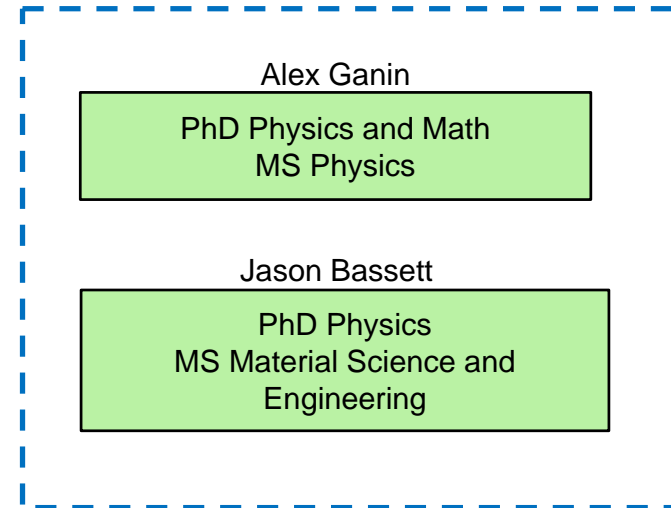 Alex Ganin
PhD Physics and Math
MS Physics
Jason Bassett
PhD Physics
MS Material Science and
Engineering